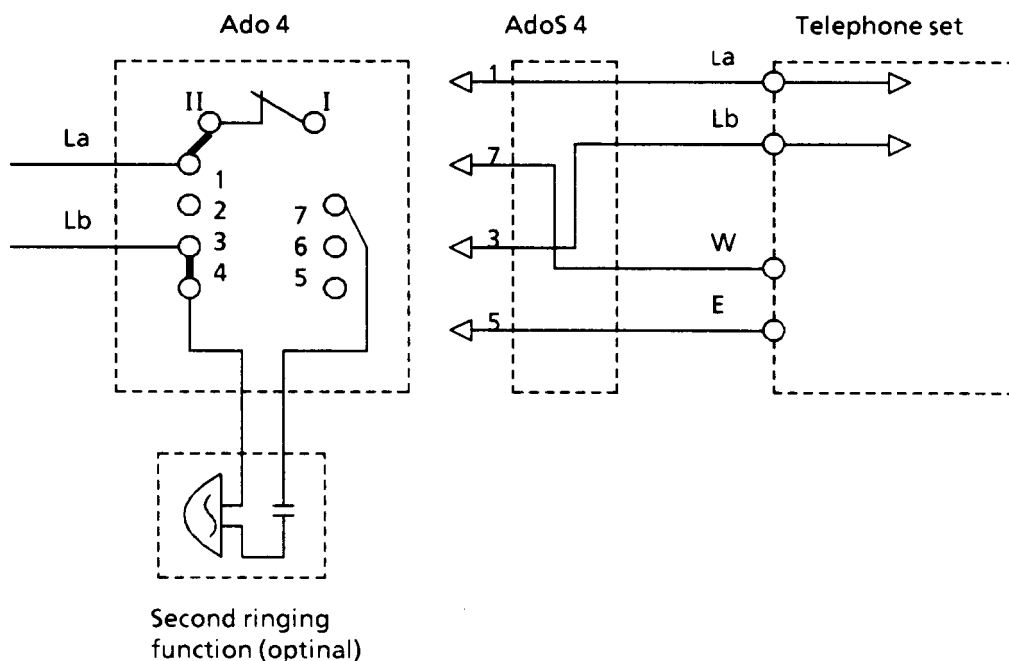 Ado 4
AdoS 4
Telephone set
II
I
La
1
2
Lb
3
4
7
6
5
1
La
Lb
7
3
W
E
5
Second ringing
function (optinal)